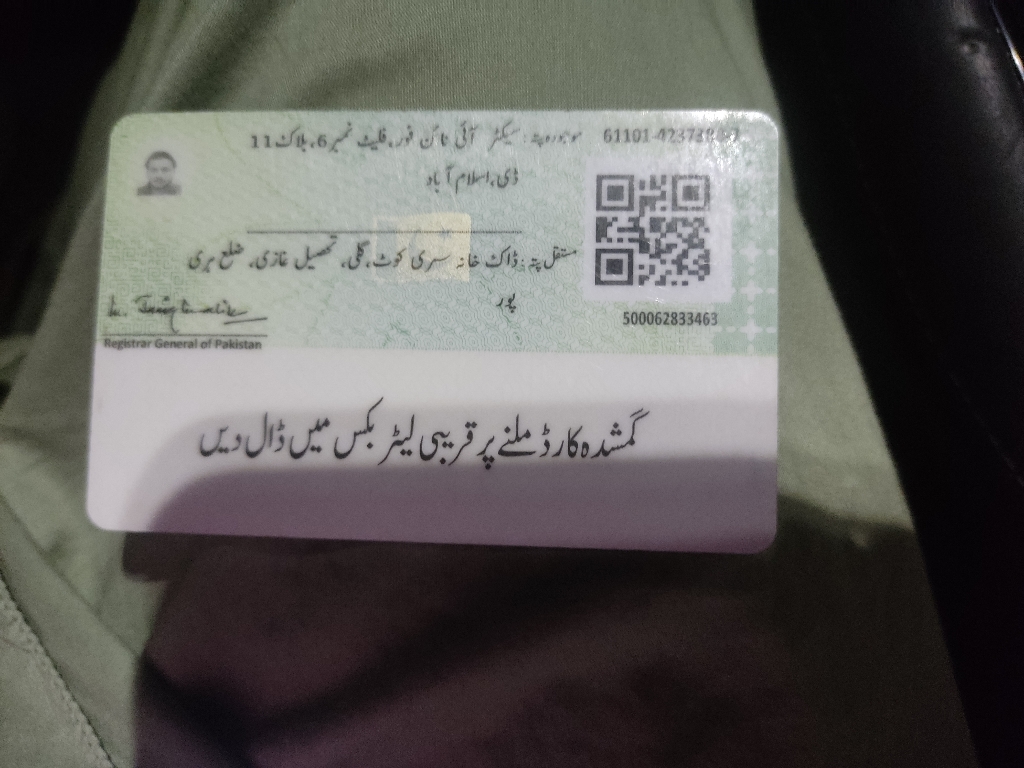 موجودہ پتہ: سیکٹر آئی نائن فور، فلیٹ نمبر 6، بلاک 11
ڈی، اسلام آباد
مستقل پتہ: ڈاک خانہ سری کوٹ، گلی، تحصیل غازی، ضلع ہری
پور
500062833463
Registrar General of Pakistan
گمشدہ کارڈ ملنے پر قریبی لیٹر بکس میں ڈال دیں